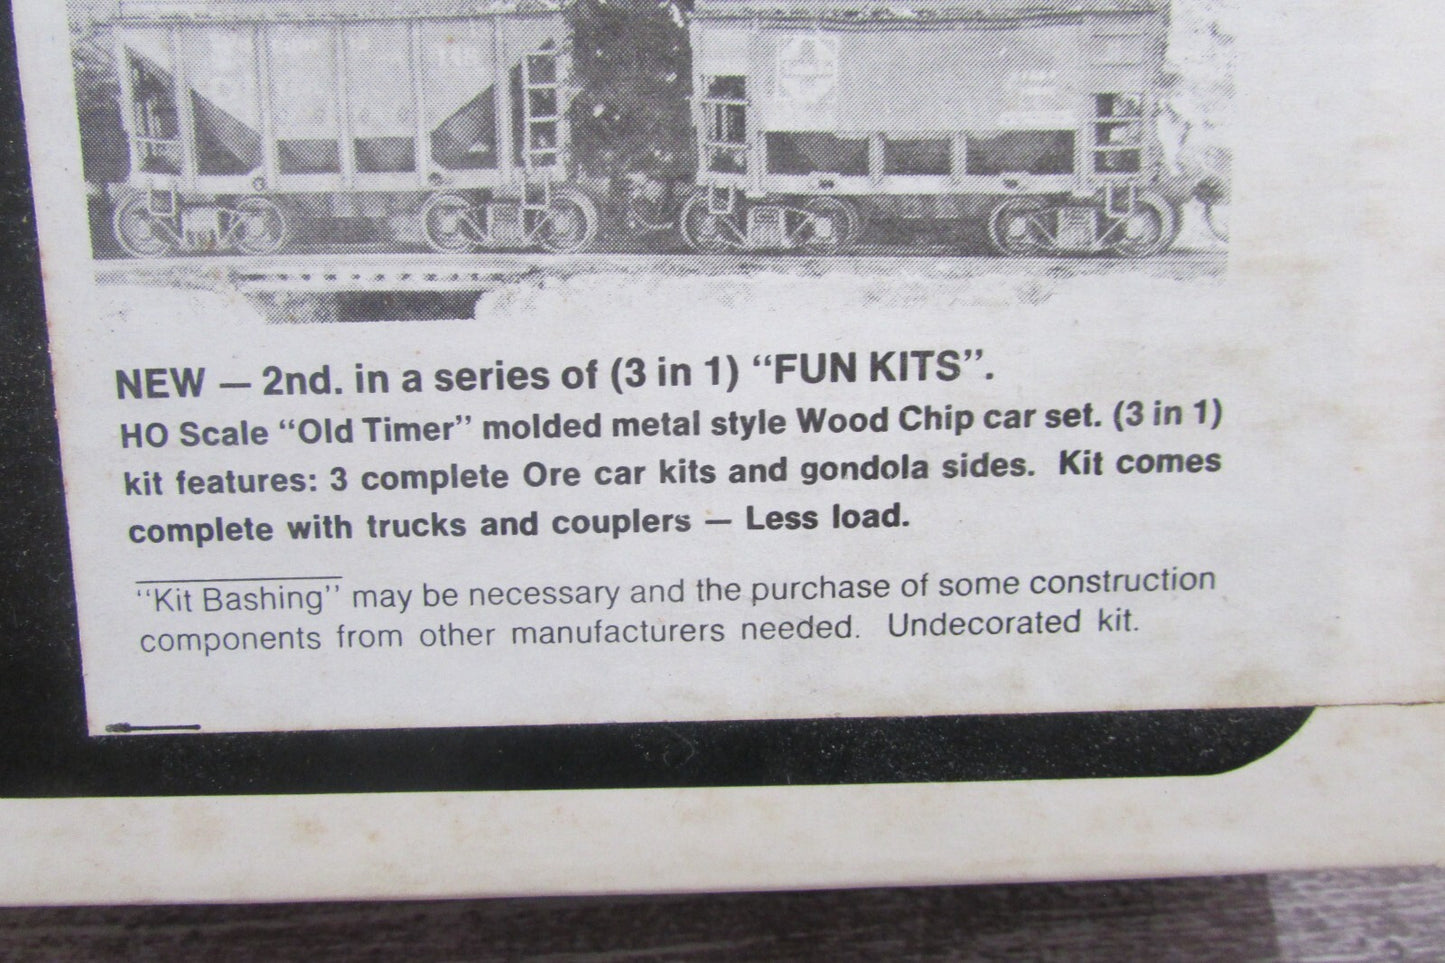 NEW — 2nd. in a series of (3 in 1) “FUN KITS”.
HO Scale “Old Timer” molded metal style Wood Chip car set. (3 in 1)
kit features: 3 complete Ore car kits and gondola sides. Kit comes
complete with trucks and couplers — Less load.
“Kit Bashing” may be necessary and the purchase of some construction
components from other manufacturers needed. Undecorated kit.